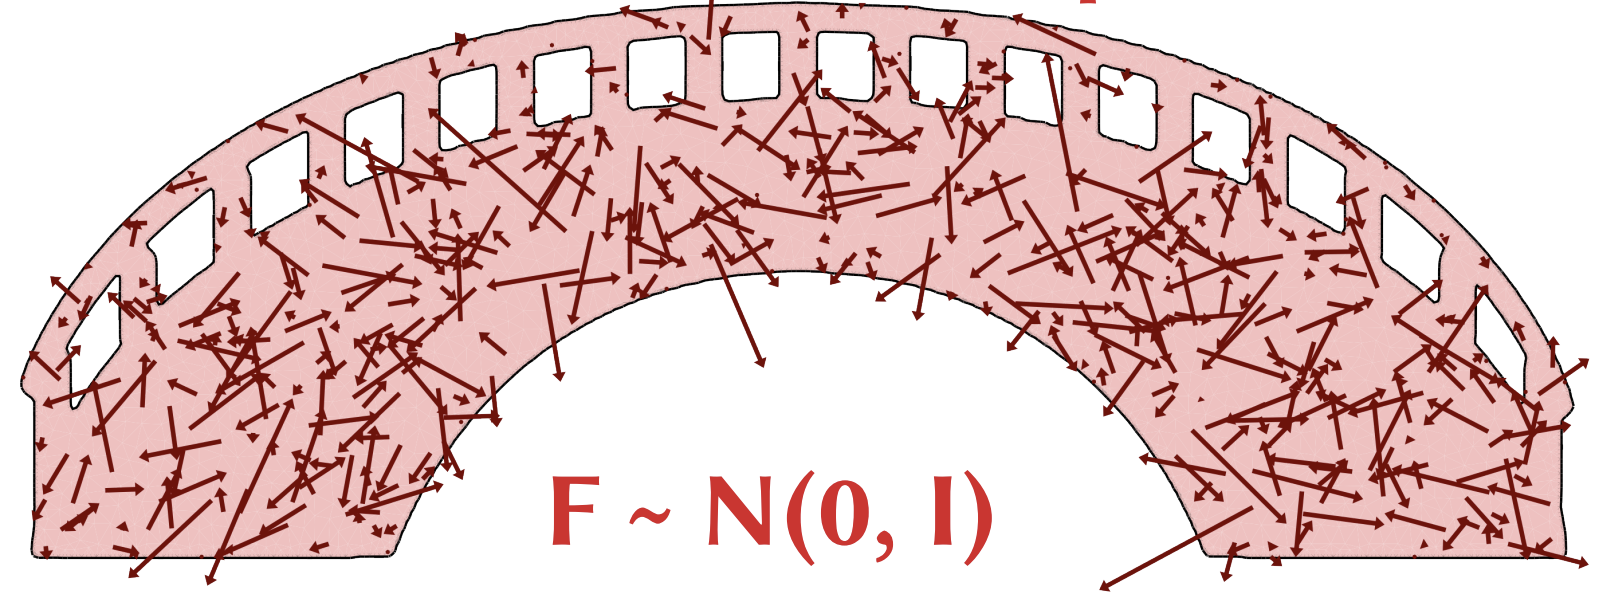 F ~ N(0, I)